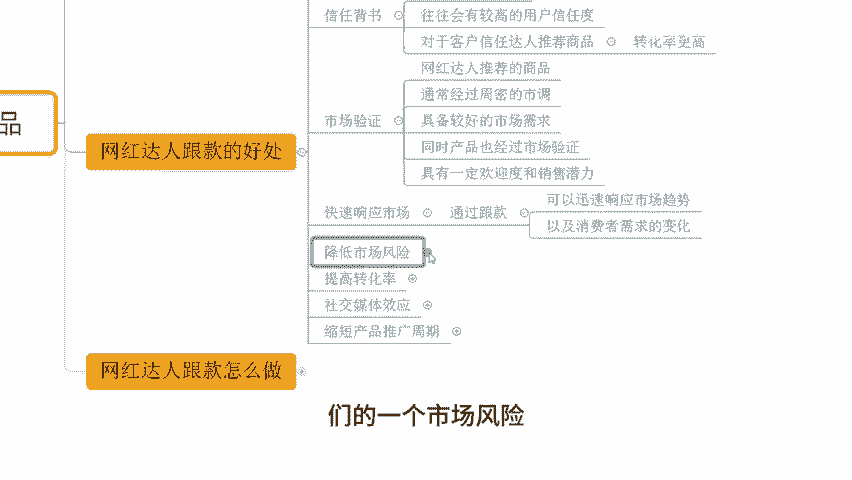 信任背书
往往会有较高的用户信任度
对于客户信任达人推荐商品
转化率更高
网红达人推荐的商品
通常经过周密的市调
市场验证
具备较好的市场需求
同时产品也经过市场验证
具有一定欢迎度和销售潜力
品
网红达人跟款的好处
快速响应市场
通过跟款
可以迅速响应市场趋势
以及消费者需求的变化
降低市场风险
提高转化率
社交媒体效应
缩短产品推广周期
网红达人跟款怎么做
们的一个市场风险